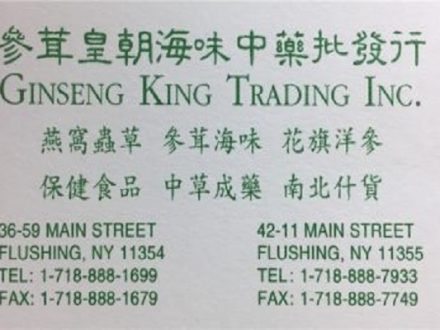 參茸皇朝海味中藥批發行
GINSENG KING TRADING INC.
燕窩蟲草 參茸海味 花旗洋參
保健食品 中草成藥 南北什貨
36-59 MAIN STREET
FLUSHING, NY 11354
TEL: 1-718-888-1699
FAX: 1-718-888-1679
42-11 MAIN STREET
FLUSHING, NY 11355
TEL: 1-718-888-7933
FAX: 1-718-888-7749